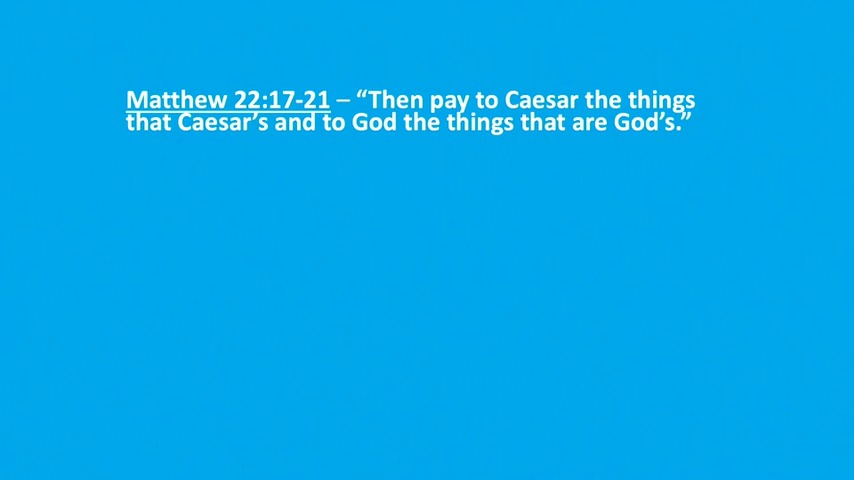 Matthew 22:17-21 – “Then pay to Caesar the things
that Caesar’s and to God the things that are God’s.”